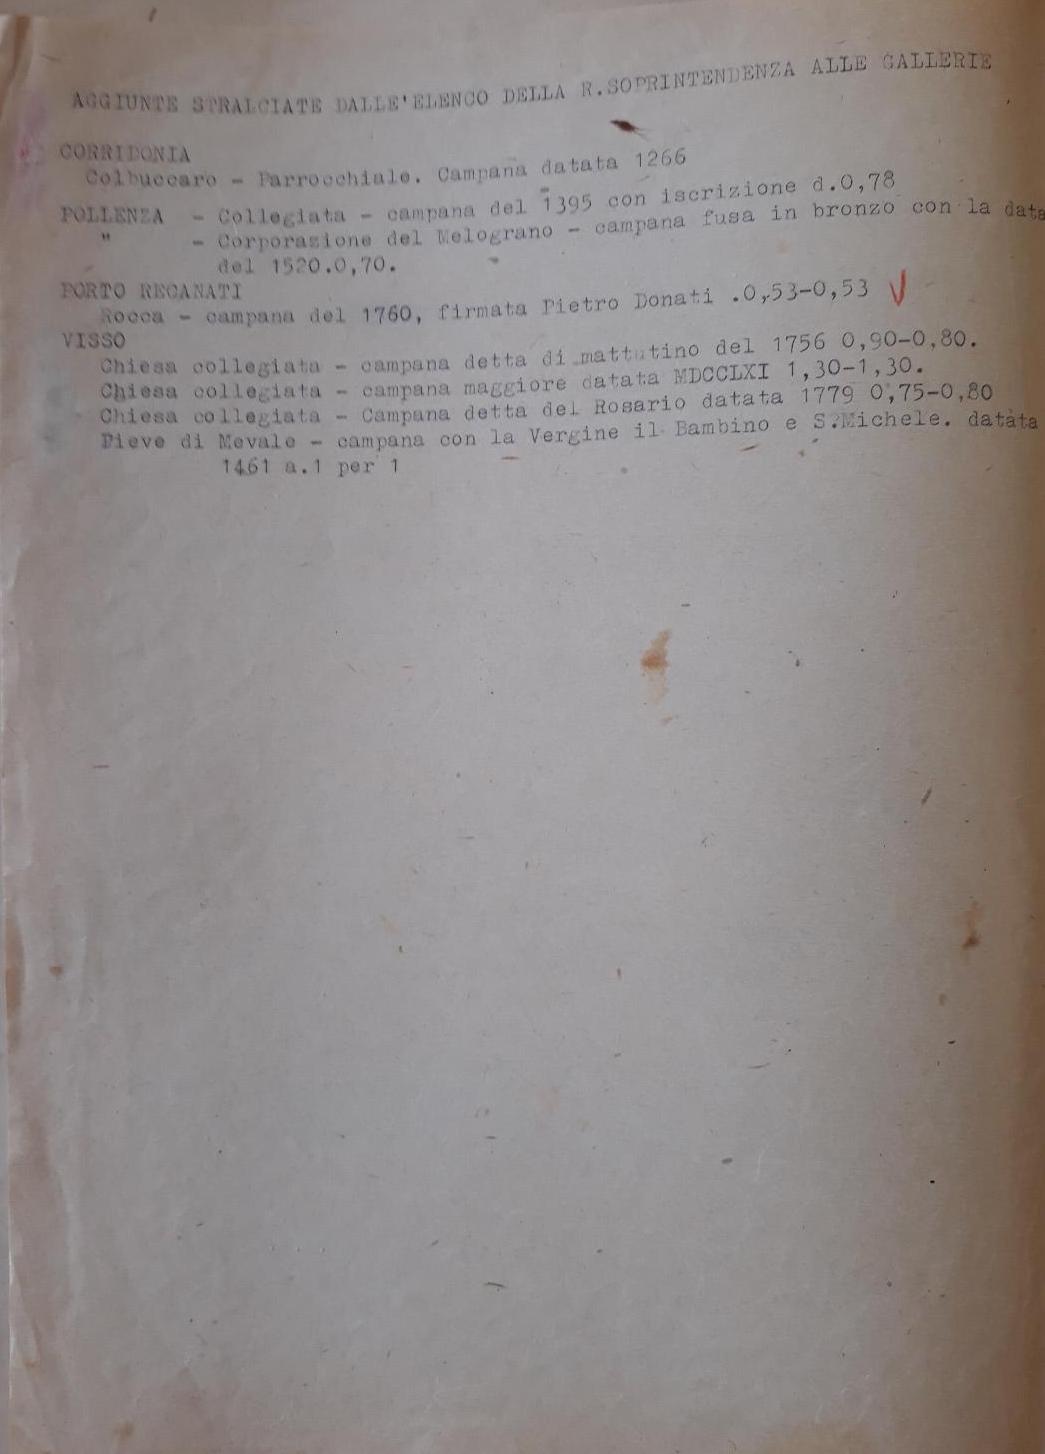 AGGIUNTE STRALCIATE DALLE'ELENCO DELLA R.SOPRINTENDENZA ALLE GALLERIE
CORRIDONIA
Colbuccaro - Parrocchiale. Campana datata 1266
POLLENZA - Collegiata - campana del 1395 con iscrizione d.0,78
" - Corporazione del Melograno - campana fusa in bronzo con la data
del 1520.0,70.
PORTO RECANATI
Rocca - campana del 1760, firmata Pietro Donati .0,53-0,53
VISSO
Chiesa collegiata - campana detta di mattutino del 1756 0,90-0,80.
Chiesa collegiata - campana maggiore datata MDCCLXI 1,30-1,30.
Chiesa collegiata - Campana detta del Rosario datata 1779 0,75-0,80
Pieve di Mevale - campana con la Vergine il Bambino e S.Michele. datata
1461 a.1 per 1